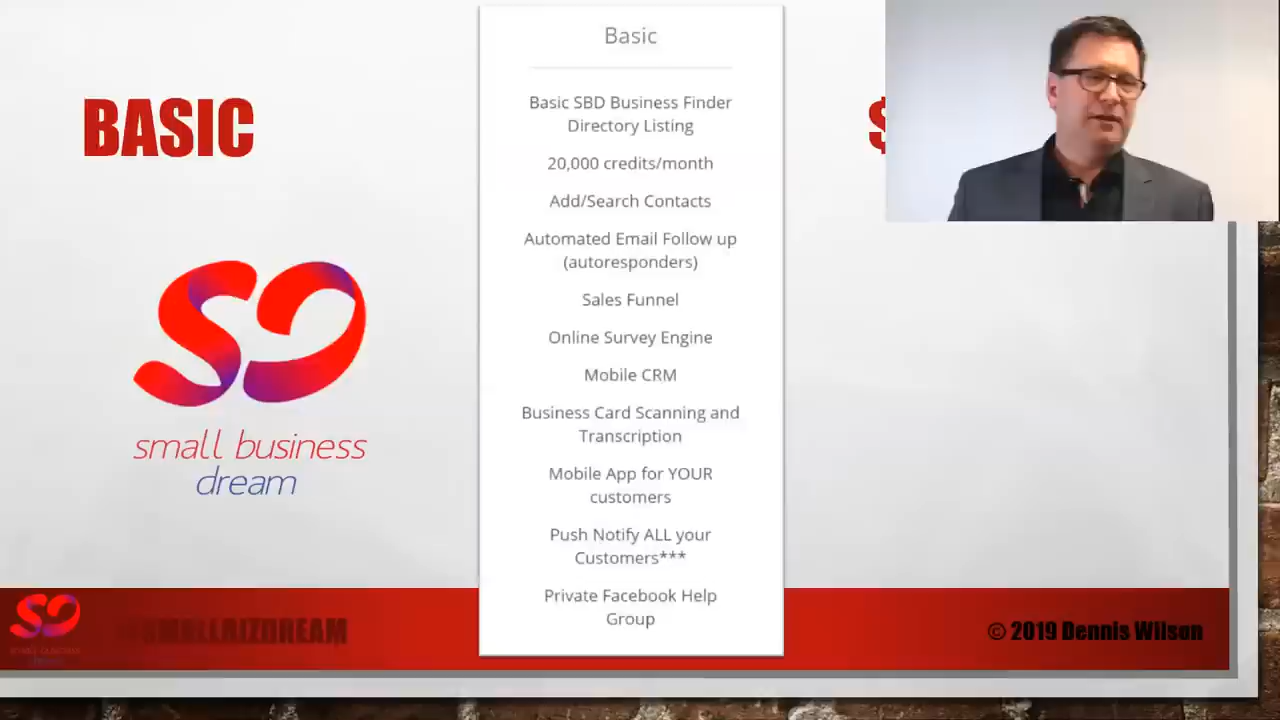 BASIC
$
small business
dream
Basic
Basic SBD Business Finder
Directory Listing
20,000 credits/month
Add/Search Contacts
Automated Email Follow up
(autoresponders)
Sales Funnel
Online Survey Engine
Mobile CRM
Business Card Scanning and
Transcription
Mobile App for YOUR
customers
Push Notify ALL your
Customers***
Private Facebook Help
Group
© 2019 Dennis Wilson